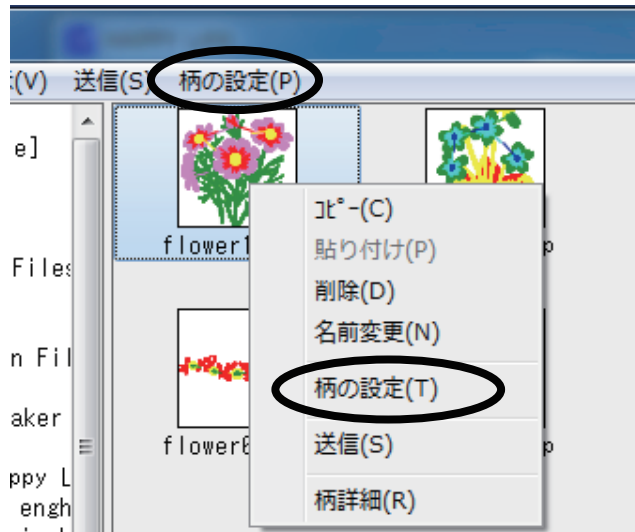 (V) 送信(S) 柄の設定(P)
e]
Files
n Fil
aker
ppy L
engh
flower1
p
flower
p
ｺﾋﾟｰ(C)
貼り付け(P)
削除(D)
名前変更(N)
柄の設定(T)
送信(S)
柄詳細(R)